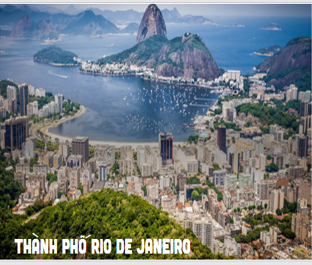 THÀNH PHỐ RIO DE JANEIRO